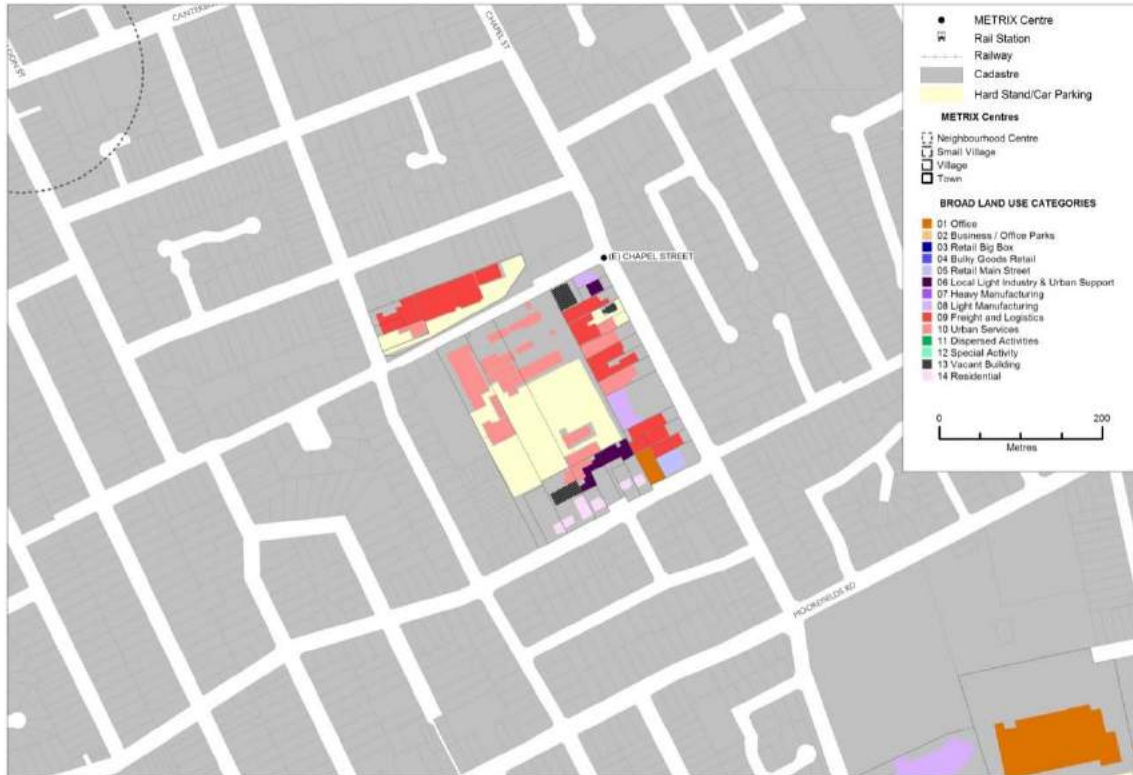 CANTERBU
CHAPEL ST
METRIX Centre
Rail Station
Railway
Cadastre
Hard Stand/Car Parking
METRIX Centres
Neighbourhood Centre
Small Village
Village
Town
BROAD LAND USE CATEGORIES
01 Office
02 Business / Office Parks
03 Retail Big Box
04 Bulky Goods Retail
05 Retail Main Street
06 Local Light Industry & Urban Support
07 Heavy Manufacturing
08 Light Manufacturing
09 Freight and Logistics
10 Urban Services
11 Dispersed Activities
12 Special Activity
13 Vacant Building
14 Residential
0 200
Metres
(E) CHAPEL STREET
MOOREFIELDS RD